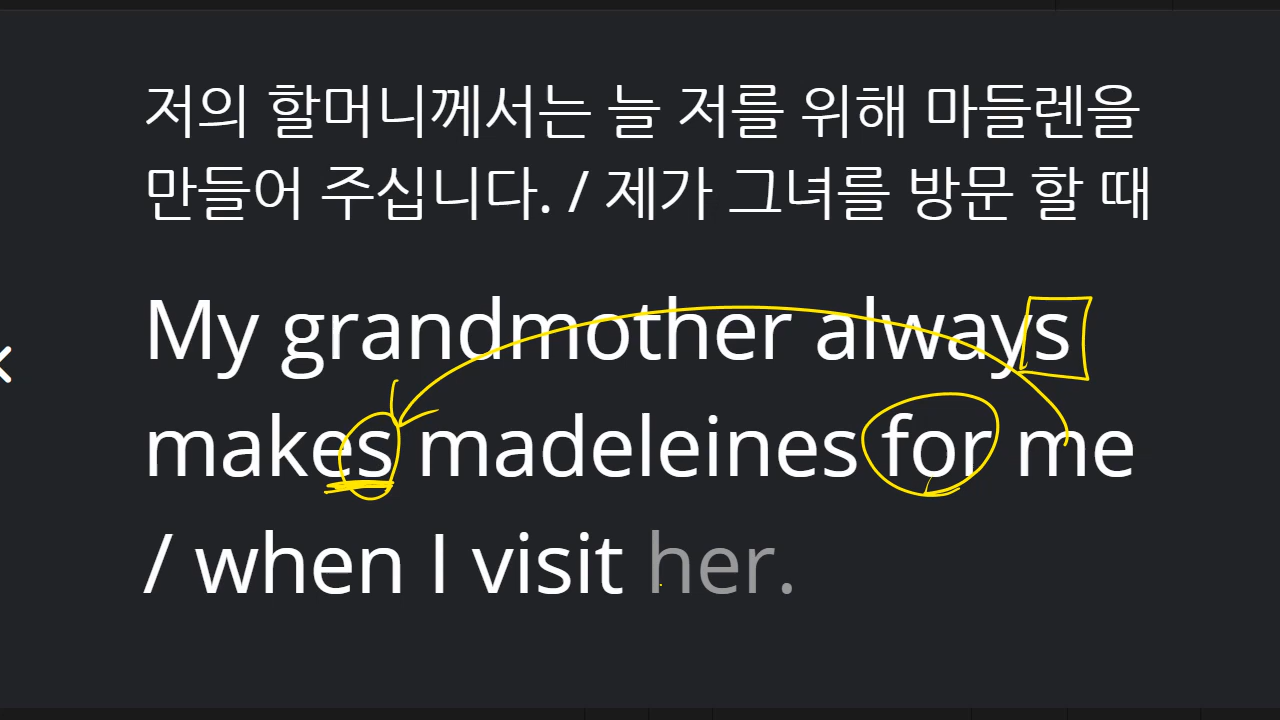 저의 할머니께서는 늘 저를 위해 마들렌을
만들어 주십니다. / 제가 그녀를 방문 할 때
My grandmother always
makes madeleines for me
/ when I visit her.